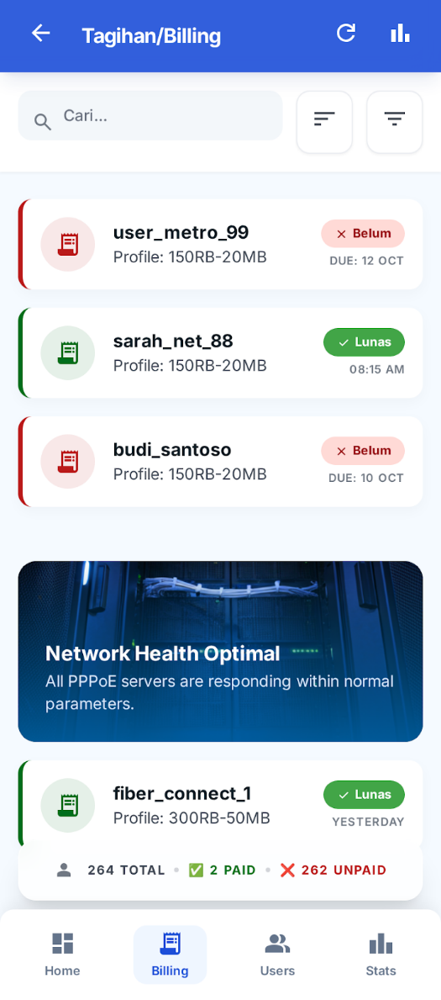 Tagihan/Billing
Cari...
user_metro_99
Profile: 150RB-20MB
Belum
DUE: 12 OCT
sarah_net_88
Profile: 150RB-20MB
Lunas
08:15 AM
budi_santoso
Profile: 150RB-20MB
Belum
DUE: 10 OCT
Network Health Optimal
All PPPoE servers are responding within normal
parameters.
fiber_connect_1
Profile: 300RB-50MB
Lunas
YESTERDAY
264 TOTAL • ✅ 2 PAID • ❌ 262 UNPAID
Home
Billing
Users
Stats